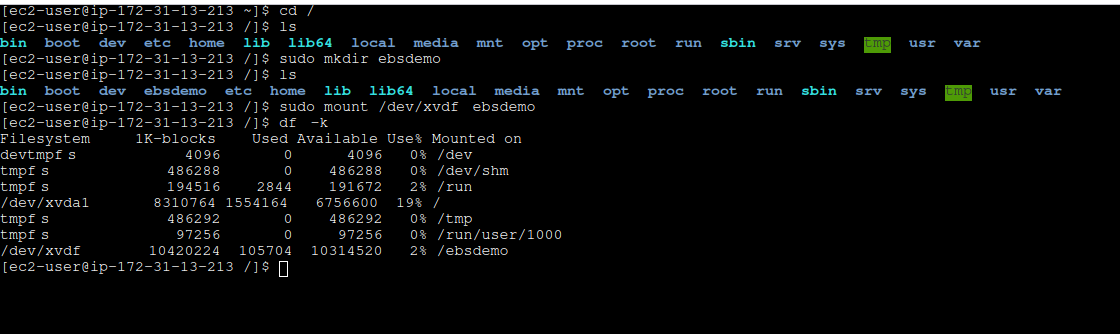 [ec2-user@ip-172-31-13-213 ~]$ cd /
[ec2-user@ip-172-31-13-213 /]$ ls
bin boot dev etc home lib lib64 local media mnt opt proc root run sbin srv sys tmp usr var
[ec2-user@ip-172-31-13-213 /]$ sudo mkdir ebsdemo
[ec2-user@ip-172-31-13-213 /]$ ls
bin boot dev ebsdemo etc home lib lib64 local media mnt opt proc root run sbin srv sys tmp usr var
[ec2-user@ip-172-31-13-213 /]$ sudo mount /dev/xvdf ebsdemo
[ec2-user@ip-172-31-13-213 /]$ df -k
Filesystem 1K-blocks Used Available Use% Mounted on
devtmpfs 4096 0 4096 0% /dev
tmpfs 486288 0 486288 0% /dev/shm
tmpfs 194516 2844 191672 2% /run
/dev/xvda1 8310764 1554164 6756600 19% /
tmpfs 486292 0 486292 0% /tmp
tmpfs 97256 0 97256 0% /run/user/1000
/dev/xvdf 10420224 105704 10314520 2% /ebsdemo
[ec2-user@ip-172-31-13-213 /]$